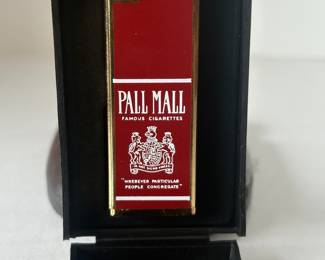 PALL MALL
FAMOUS CIGARETTES
"WHEREVER PARTICULAR
PEOPLE CONGREGATE"